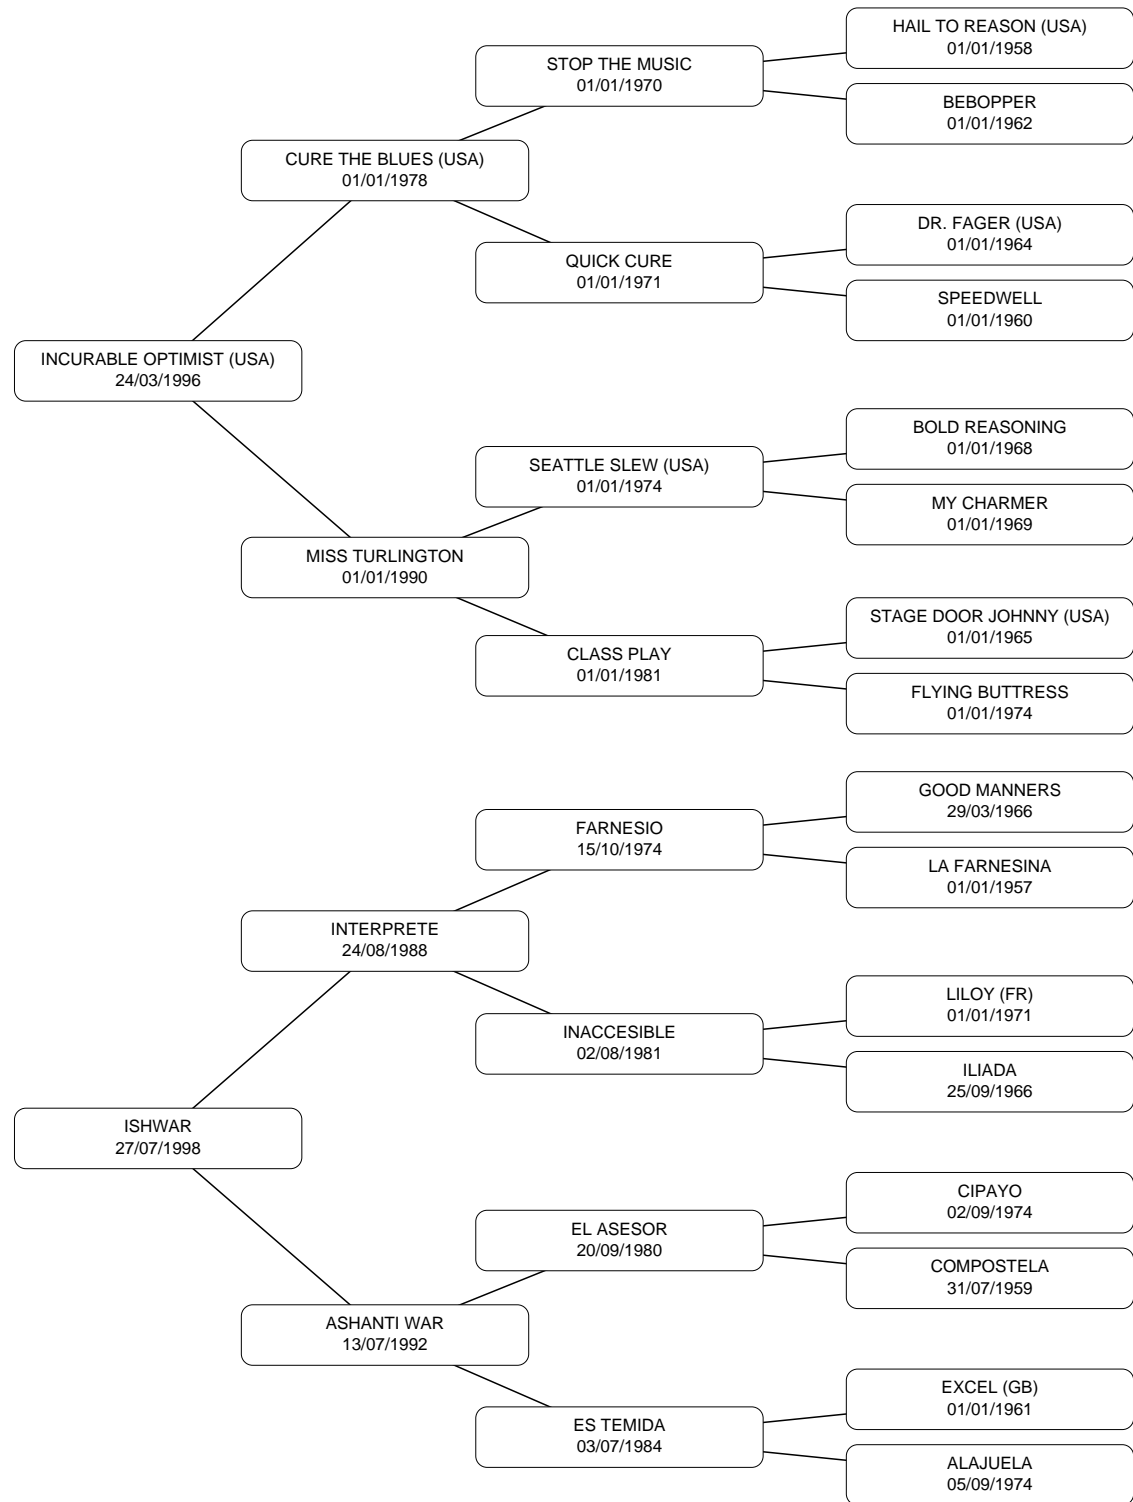 HAIL TO REASON (USA)
01/01/1958
STOP THE MUSIC
01/01/1970
BEBOPPER
01/01/1962
CURE THE BLUES (USA)
01/01/1978
DR. FAGER (USA)
01/01/1964
QUICK CURE
01/01/1971
SPEEDWELL
01/01/1960
INCURABLE OPTIMIST (USA)
24/03/1996
BOLD REASONING
01/01/1968
SEATTLE SLEW (USA)
01/01/1974
MY CHARMER
01/01/1969
MISS TURLINGTON
01/01/1990
STAGE DOOR JOHNNY (USA)
01/01/1965
CLASS PLAY
01/01/1981
FLYING BUTTRESS
01/01/1974
GOOD MANNERS
29/03/1966
FARNESIO
15/10/1974
LA FARNESINA
01/01/1957
INTERPRETE
24/08/1988
LILOY (FR)
01/01/1971
INACCESIBLE
02/08/1981
ILIADA
25/09/1966
ISHWAR
27/07/1998
CIPAYO
02/09/1974
EL ASESOR
20/09/1980
COMPOSTELA
31/07/1959
ASHANTI WAR
13/07/1992
EXCEL (GB)
01/01/1961
ES TEMIDA
03/07/1984
ALAJUELA
05/09/1974